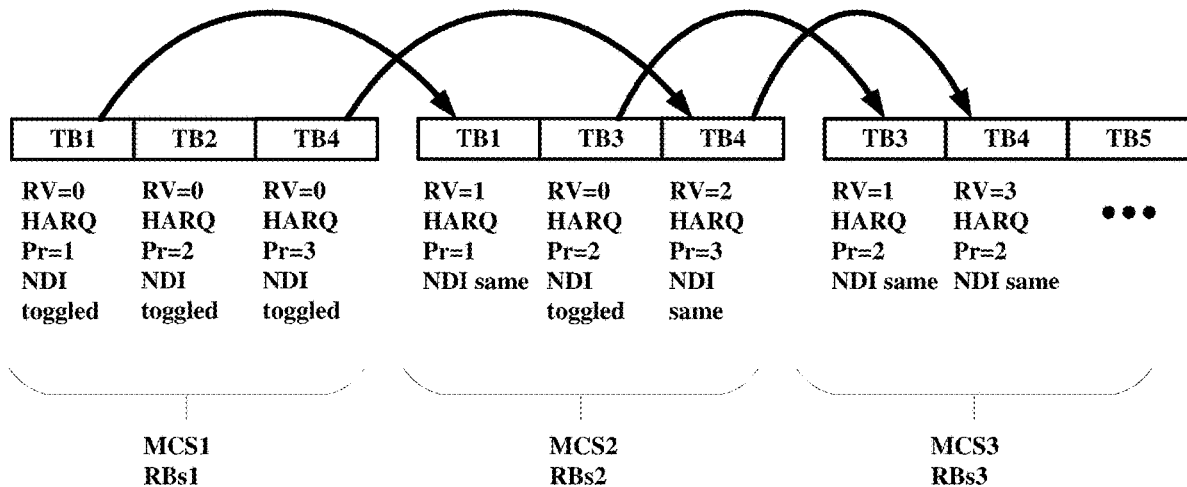 TB1 TB2 TB4 TB1 TB3 TB4 TB3 TB4 TB5
RV=0 RV=0 RV=0 RV=1 RV=0 RV=2 RV=1 RV=3
HARQ HARQ HARQ HARQ HARQ HARQ HARQ HARQ
Pr=1 Pr=2 Pr=3 Pr=1 Pr=2 Pr=3 Pr=2 Pr=2
NDI NDI NDI NDI same NDI NDI NDI same NDI same
toggled toggled toggled toggled same
MCS1 MCS2 MCS3
RBs1 RBs2 RBs3